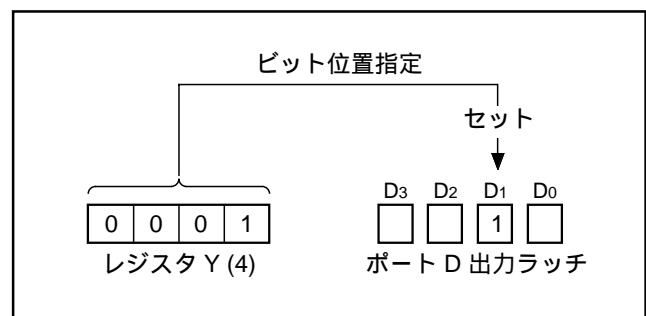 ビット位置指定
セット
D3 D2 D1 D0
0 0 0 1
1
レジスタ Y (4)
ポート D 出力ラッチ